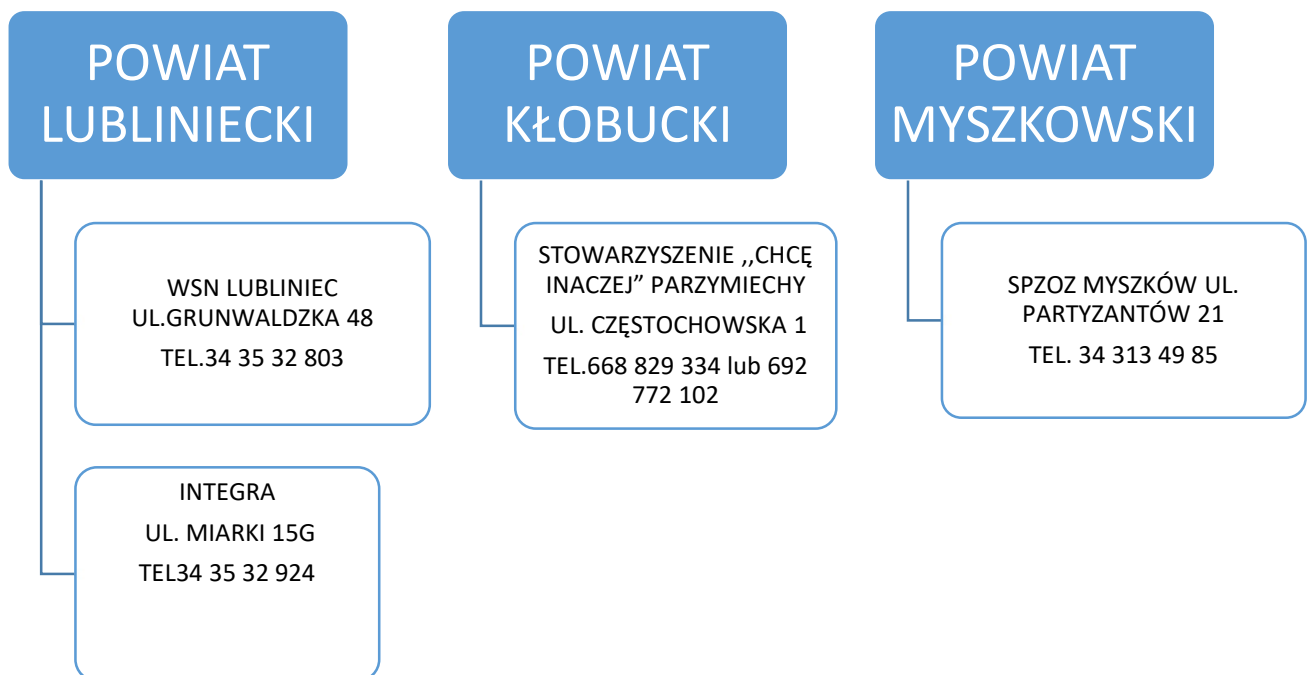 POWIAT
LUBLINIECKI
WSN LUBLINIEC
UL.GRUNWALDZKA 48
TEL.34 35 32 803
INTEGRA
UL. MIARKI 15G
TEL34 35 32 924
POWIAT
KŁOBUCKI
STOWARZYSZENIE ,,CHCĘ
INACZEJ” PARZYMIECHY
UL. CZĘSTOCHOWSKA 1
TEL.668 829 334 lub 692
772 102
POWIAT
MYSZKOWSKI
SPZOZ MYSZKÓW UL.
PARTYZANTÓW 21
TEL. 34 313 49 85